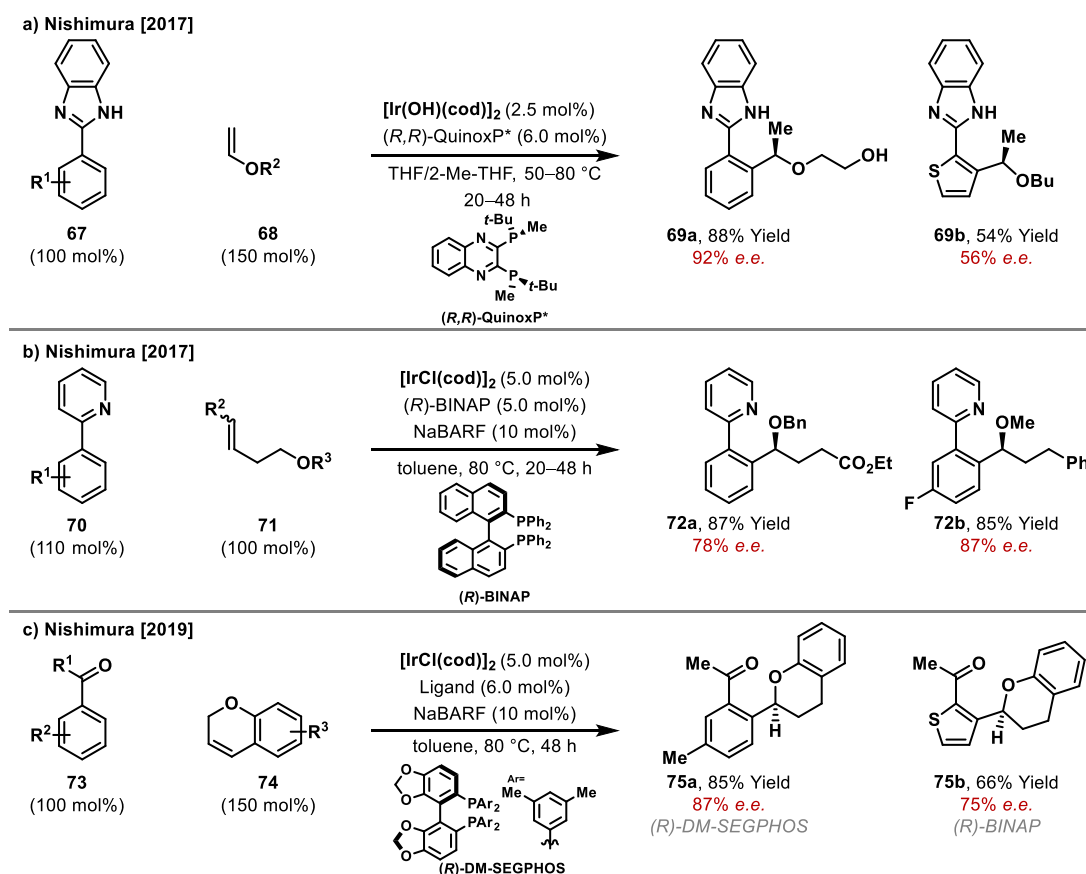 a) Nishimura [2017]
N
NH
R1
67
(100 mol%)
OR2
68
(150 mol%)
[Ir(OH)(cod)]2 (2.5 mol%)
(R,R)-QuinoxP* (6.0 mol%)
THF/2-Me-THF, 50–80 °C
20–48 h
t-Bu
N
P
Me
N
P
t-Bu
Me
(R,R)-QuinoxP*
N
NH
Me
O
OH
69a, 88% Yield
92% e.e.
N
NH
Me
S
OBu
69b, 54% Yield
56% e.e.
b) Nishimura [2017]
N
R1
70
(110 mol%)
R2
OR3
71
(100 mol%)
[IrCl(cod)]2 (5.0 mol%)
(R)-BINAP (5.0 mol%)
NaBARF (10 mol%)
toluene, 80 °C, 20–48 h
PPh2
PPh2
(R)-BINAP
N
OBn
CO2Et
72a, 87% Yield
78% e.e.
N
OMe
Ph
F
72b, 85% Yield
87% e.e.
c) Nishimura [2019]
R1
O
R2
73
(100 mol%)
O
R3
74
(150 mol%)
[IrCl(cod)]2 (5.0 mol%)
Ligand (6.0 mol%)
NaBARF (10 mol%)
toluene, 80 °C, 48 h
O
O
PAr2
O
PAr2
O
Ar=
Me
Me
(R)-DM-SEGPHOS
Me
O
O
H
Me
75a, 85% Yield
87% e.e.
(R)-DM-SEGPHOS
Me
O
O
S
H
75b, 66% Yield
75% e.e.
(R)-BINAP